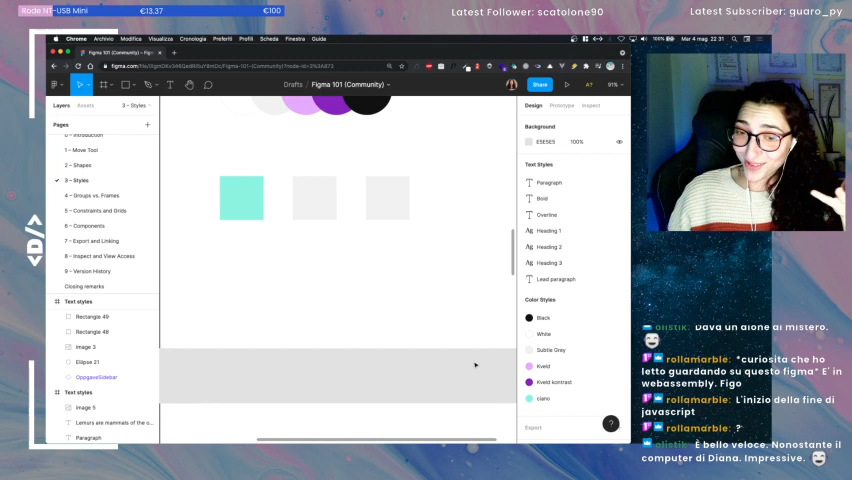 Rode NT-USB Mini €13.37 €100
Latest Follower: scatolone90
Latest Subscriber: guaro_py
Chrome Archivio Modifica Visualizza Cronologia Preferiti Profili Scheda Finestra Guida
100%
Mar 4 mag 22 31
Figma 101 (Community) – Fig
Drafts / Figma 101 (Community)
Share
A?
91%
Layers Assets 3 – Styles
Design Prototype Inspect
Pages
0 – Introduction
1 – Move Tool
2 – Shapes
3 – Styles
4 – Groups vs. Frames
5 – Constraints and Grids
6 – Components
7 – Export and Linking
8 – Inspect and View Access
9 – Version History
Closing remarks
Text styles
Rectangle 49
Rectangle 48
Image 3
Ellipse 21
OppgaveSidebar
Text styles
Image 5
Lemurs are mammals of the o...
Paragraph
Background
E5E5E5 100%
Text Styles
Paragraph
Bold
Overline
Ag Heading 1
Ag Heading 2
Ag Heading 3
Lead paragraph
Color Styles
Black
White
Subtle Grey
Kveld
Kveld kontrast
ciano
Export
?
<D/>
olistik: Dava un alone di mistero.
rollamarble: *curiosita che ho
letto guardando su questo figma* E' in
webassembly. Figo
rollamarble: L'inizio della fine di
javascript
rollamarble: ?
olistik: È bello veloce. Nonostante il
computer di Diana. Impressive.